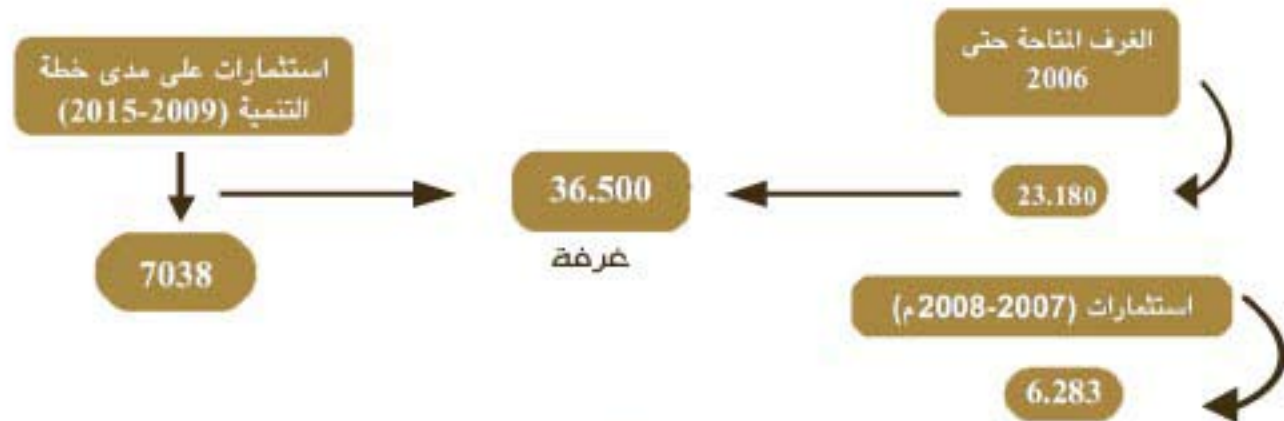 الغرف المتاحة حتى
2006
23.180
استثمارات (2007-2008م)
6.283
36.500
غرفة
استثمارات على مدى خطة
التنمية (2009-2015)
7038